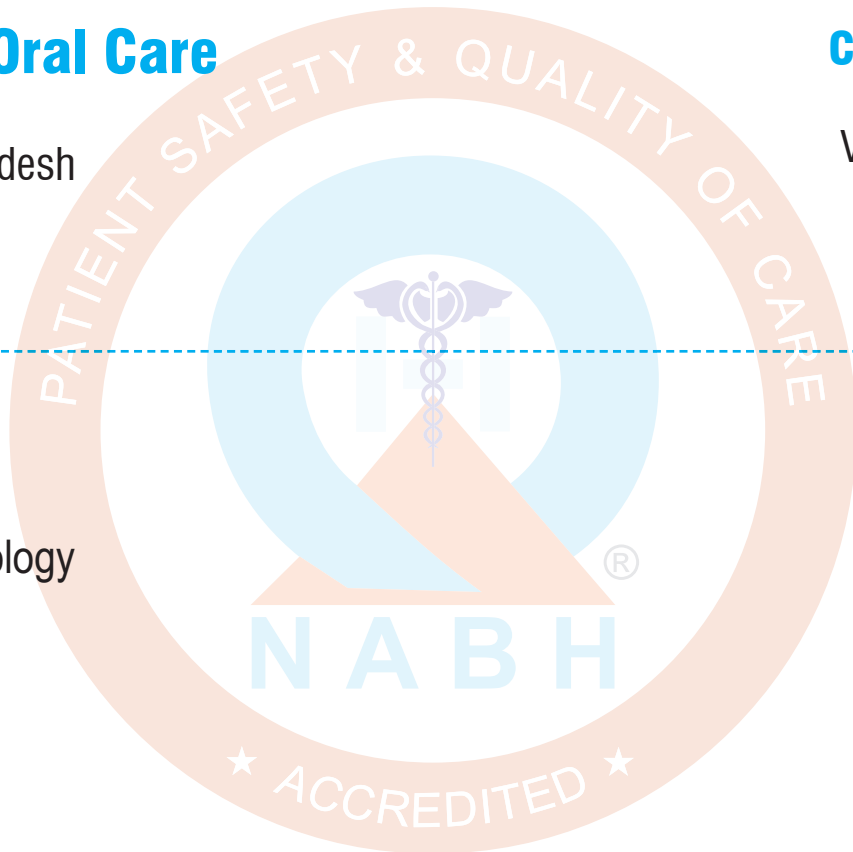 Oral Care
C
PATIENT SAFETY & QUALITY OF CARE
desh
V
ology
®
NABH
★ ACCREDITED ★